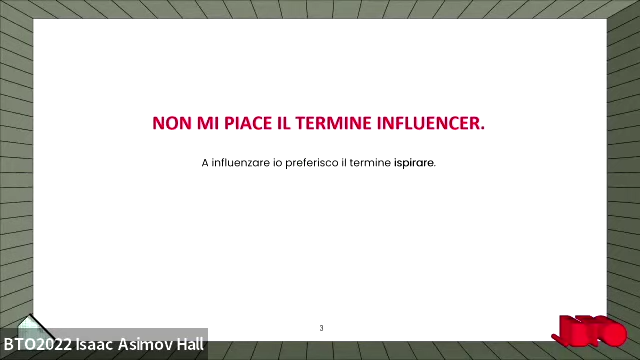 NON MI PIACE IL TERMINE INFLUENCER.
A influenzare io preferisco il termine ispirare.
3
BTO2022 Isaac Asimov Hall
BTO